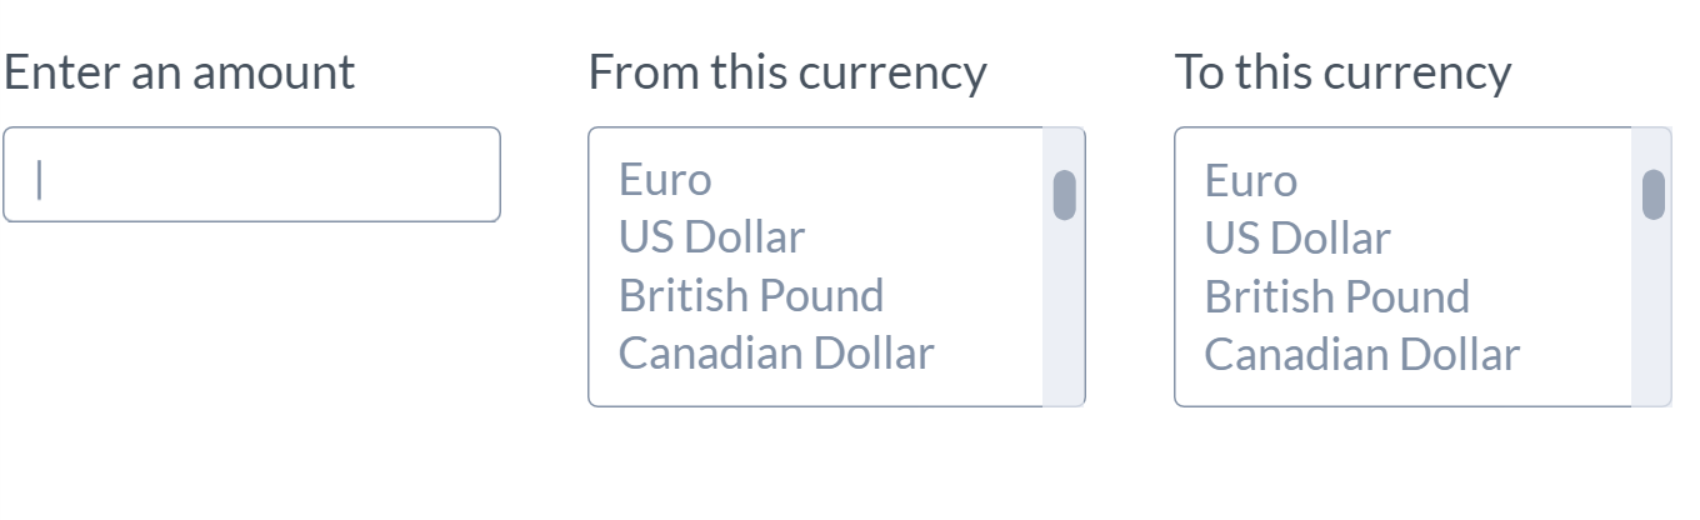 Enter an amount
From this currency
Euro
US Dollar
British Pound
Canadian Dollar
To this currency
Euro
US Dollar
British Pound
Canadian Dollar